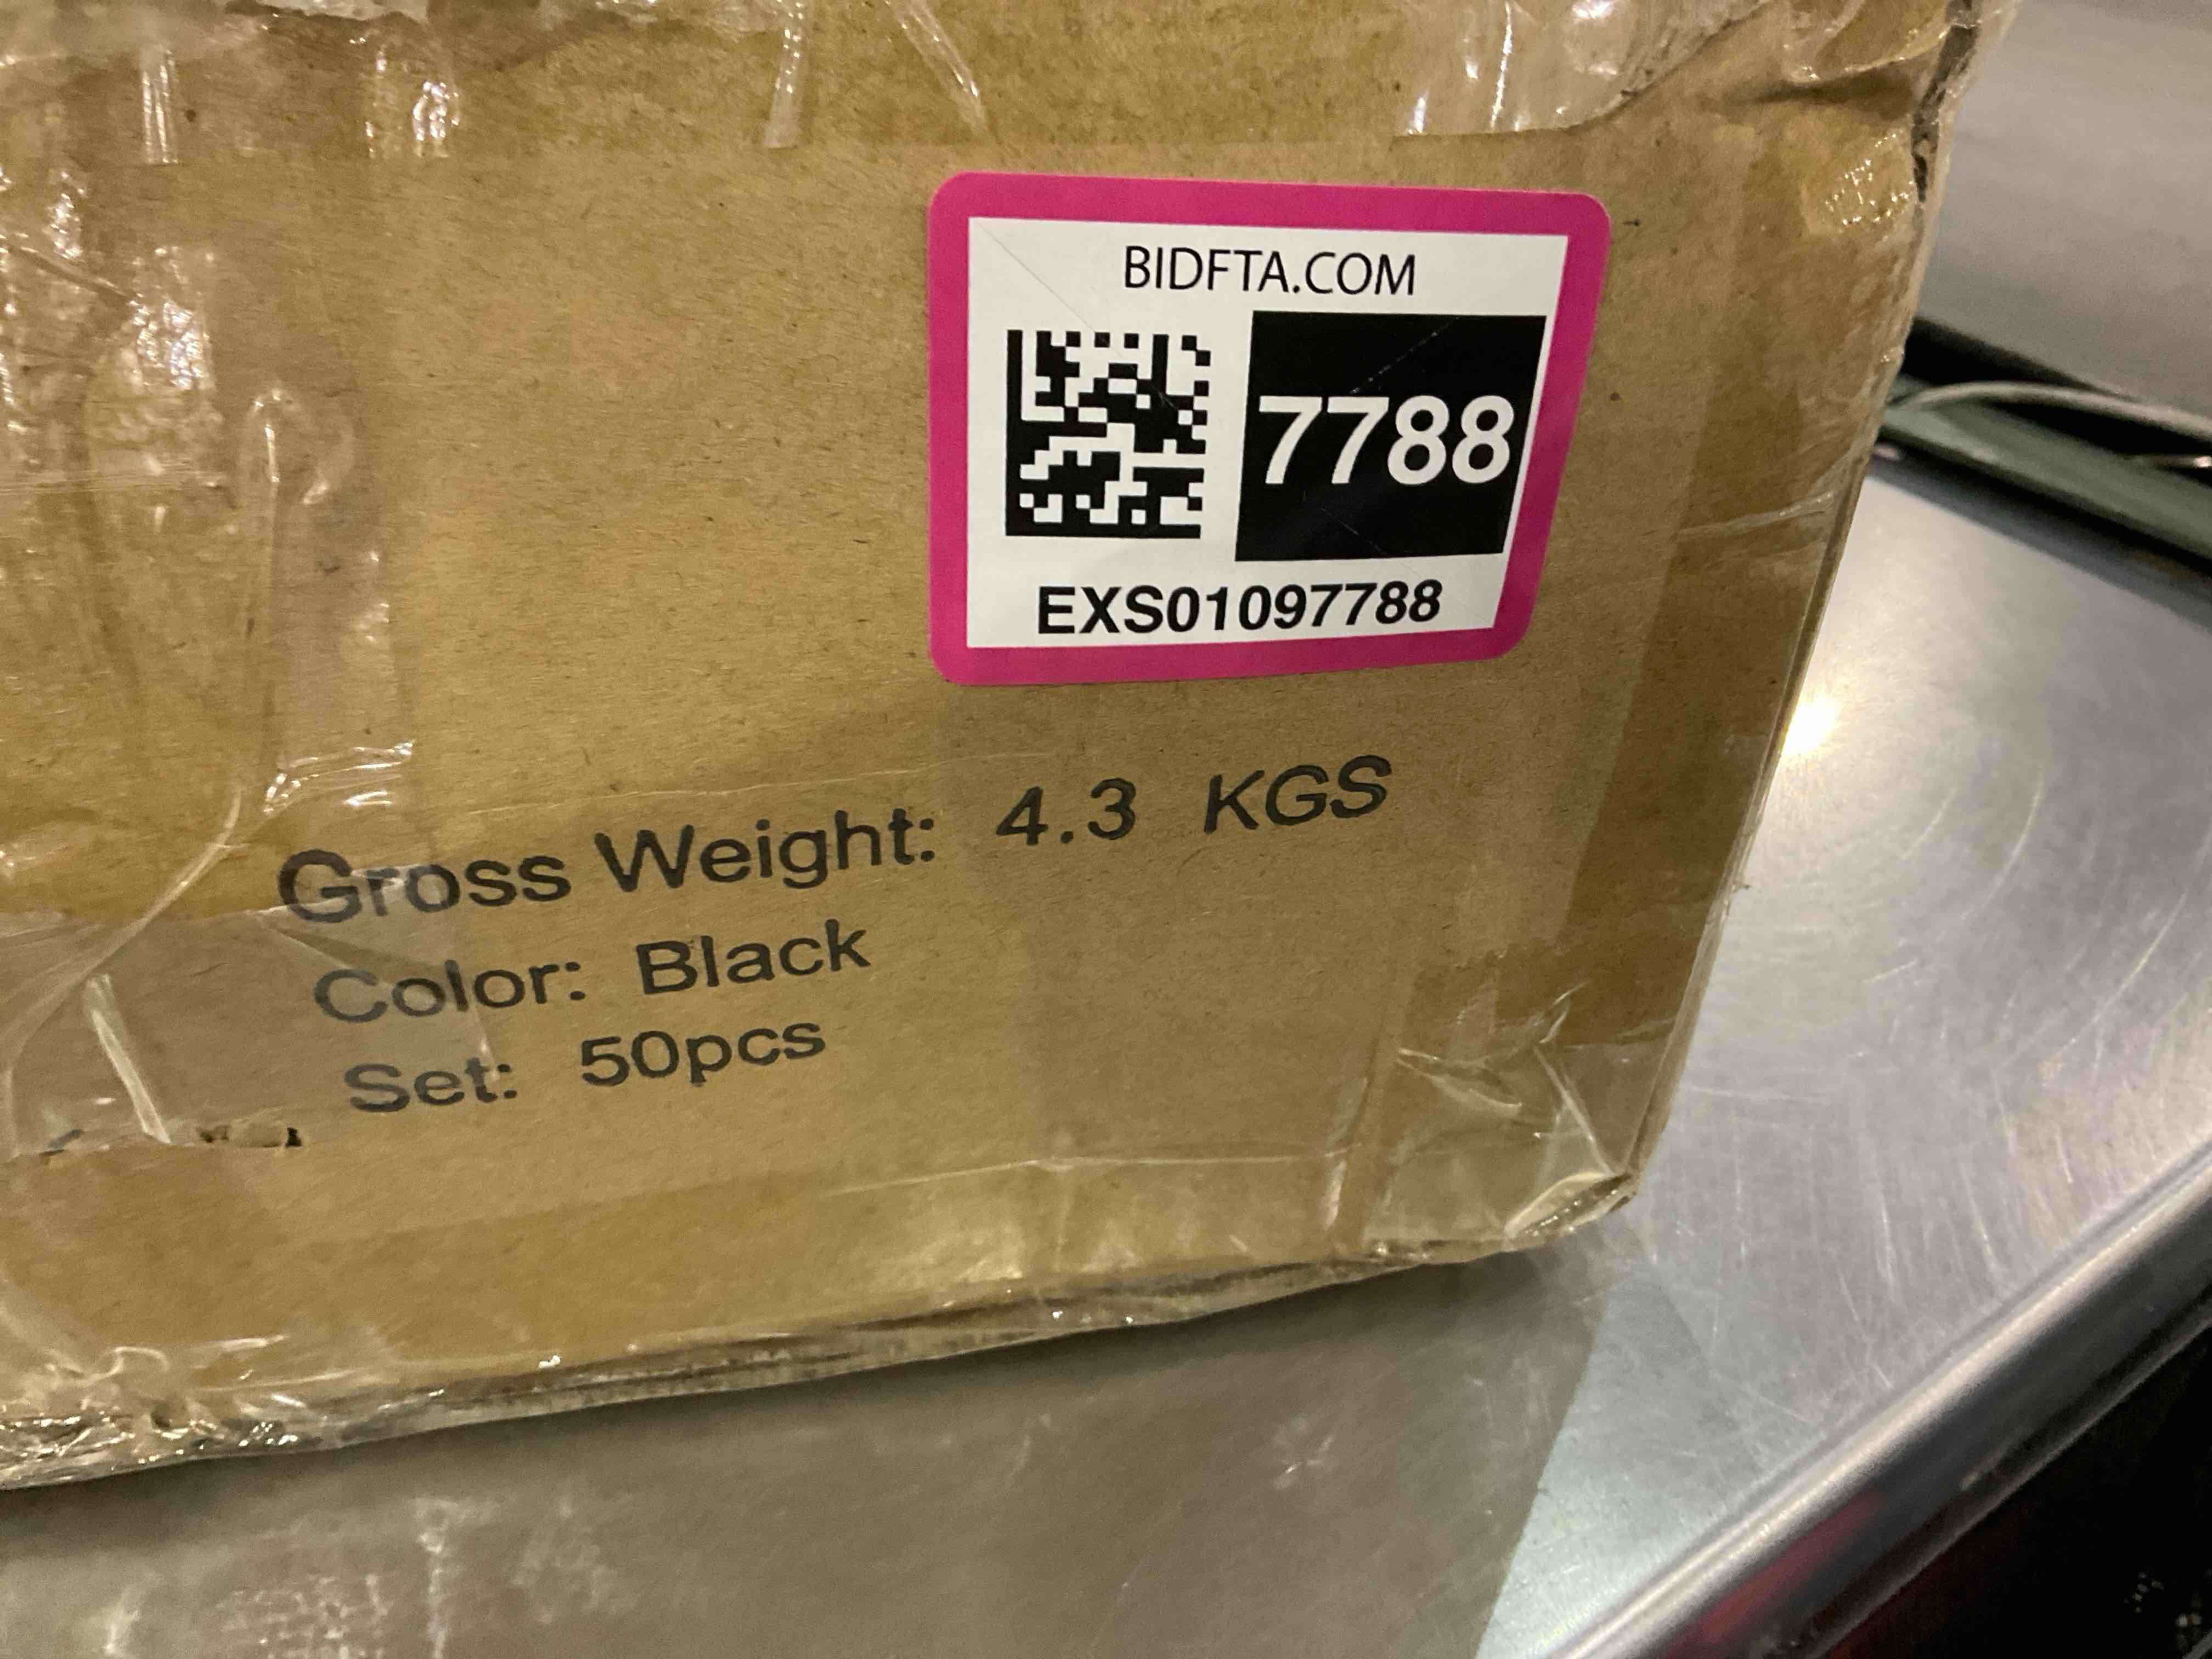 BIDFTA.COM
7788
EXS01097788
Gross Weight: 4.3 KGS
Color: Black
Set: 50pcs